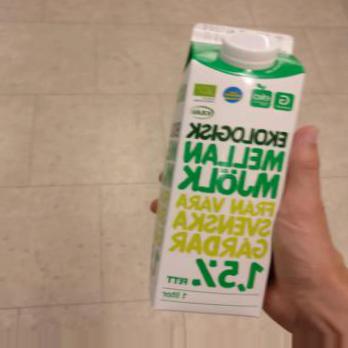 EKOLOGISK
MELLAN
MJÖLK
FRÅN VÅRA
SVENSKA
GÅRDAR
1,5% FETT
1 liter